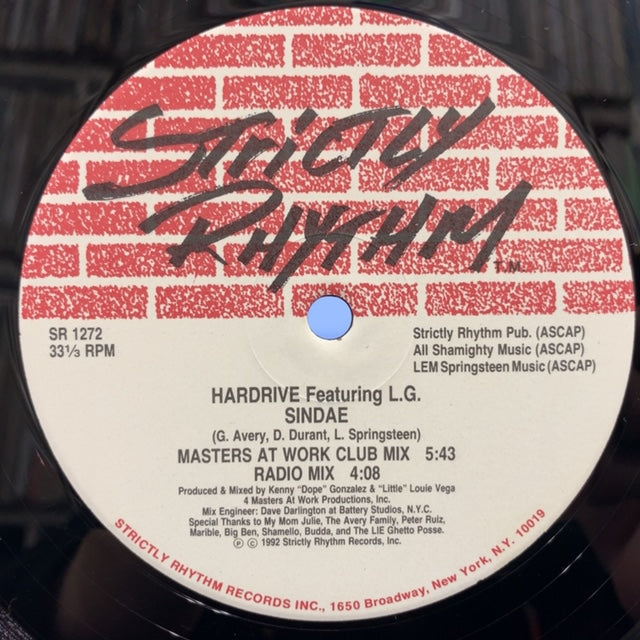 STRICTLY
RHYTHM T.M.
SR 1272
33⅓ RPM
Strictly Rhythm Pub. (ASCAP)
All Shamighty Music (ASCAP)
LEM Springsteen Music (ASCAP)
HARDRIVE Featuring L.G.
SINDAE
(G. Avery, D. Durant, L. Springsteen)
MASTERS AT WORK CLUB MIX 5:43
RADIO MIX 4:08
Produced & Mixed by Kenny "Dope" Gonzalez & "Little" Louie Vega
4 Masters At Work Productions, Inc.
Mix Engineer: Dave Darlington at Battery Studios, N.Y.C.
Special Thanks to My Mom Julie, The Avery Family, Peter Ruiz,
Marible, Big Ben, Shamello, Budda, and The LIE Ghetto Posse.
℗ © 1992 Strictly Rhythm Records, Inc.
STRICTLY RHYTHM RECORDS INC., 1650 Broadway, New York, N.Y. 10019